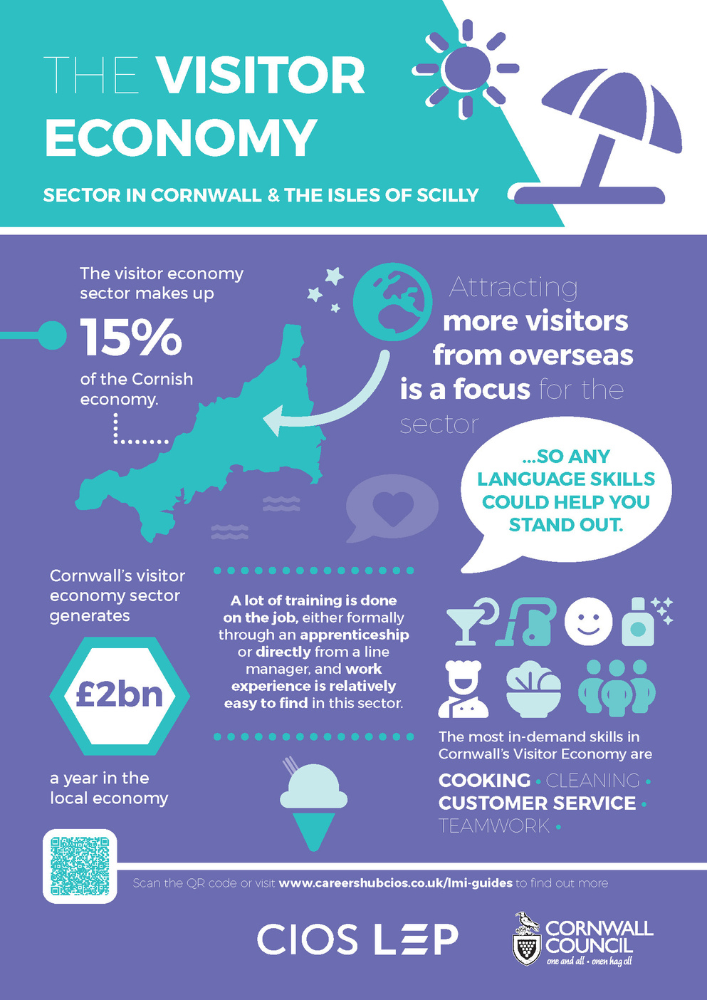 THE VISITOR
ECONOMY
SECTOR IN CORNWALL & THE ISLES OF SCILLY
The visitor economy
sector makes up
15%
of the Cornish
economy.
Attracting
more visitors
from overseas
is a focus for the
sector
...SO ANY
LANGUAGE SKILLS
COULD HELP YOU
STAND OUT.
Cornwall's visitor
economy sector
generates
£2bn
a year in the
local economy
A lot of training is done
on the job, either formally
through an apprenticeship
or directly from a line
manager, and work
experience is relatively
easy to find in this sector.
The most in-demand skills in
Cornwall's Visitor Economy are
COOKING • CLEANING •
CUSTOMER SERVICE •
TEAMWORK •
Scan the QR code or visit www.careershubcios.co.uk/lmi-guides to find out more
CIOS LEP
CORNWALL
COUNCIL
one and all • onen hag oll